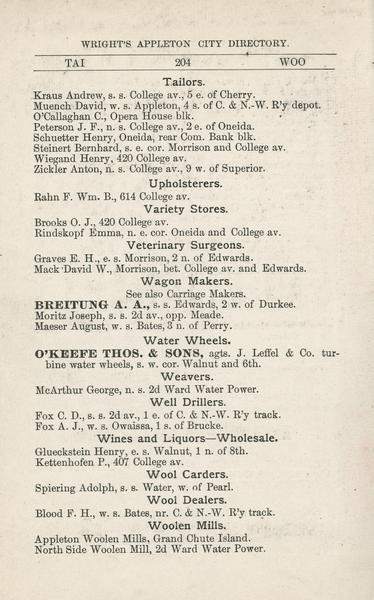 WRIGHT'S APPLETON CITY DIRECTORY.
TAI 204 WOO
Tailors.
Kraus Andrew, s. s. College av., 5 e. of Cherry.
Muench David, w. s. Appleton, 4 s. of C. & N.-W. R'y depot.
O'Callaghan C., Opera House blk.
Peterson J. F., n. s. College av., 2 e. of Oneida.
Schuetter Henry, Oneida, rear Com. Bank blk.
Steinert Bernhard, s. e. cor. Morrison and College av.
Wiegand Henry, 420 College av.
Zickler Anton, n. s. College av., 9 w. of Superior.
Upholsterers.
Rahn F. Wm. B., 614 College av.
Variety Stores.
Brooks O. J., 420 College av.
Rindskopf Emma, n. e. cor. Oneida and College av.
Veterinary Surgeons.
Graves E. H., e. s. Morrison, 2 n. of Edwards.
Mack David W., Morrison, bet. College av. and Edwards.
Wagon Makers.
See also Carriage Makers.
BREITUNG A. A., s. s. Edwards, 2 w. of Durkee.
Moritz Joseph, s. s. 2d av., opp. Meade.
Maeser August, w. s. Bates, 3 n. of Perry.
Water Wheels.
O'KEEFE THOS. & SONS, agts. J. Leffel & Co. tur-
bine water wheels, s. w. cor. Walnut and 6th.
Weavers.
McArthur George, n. s. 2d Ward Water Power.
Well Drillers.
Fox C. D., s. s. 2d av., 1 e. of C. & N.-W. R'y track.
Fox A. J., w. s. Owaissa, 1 s. of Brucke.
Wines and Liquors—Wholesale.
Glueckstein Henry, e. s. Walnut, 1 n. of 8th.
Kettenhofen P., 407 College av.
Wool Carders.
Spiering Adolph, s. s. Water, w. of Pearl.
Wool Dealers.
Blood F. H., w. s. Bates, nr. C. & N.-W. R'y track.
Woolen Mills.
Appleton Woolen Mills, Grand Chute Island.
North Side Woolen Mill, 2d Ward Water Power.